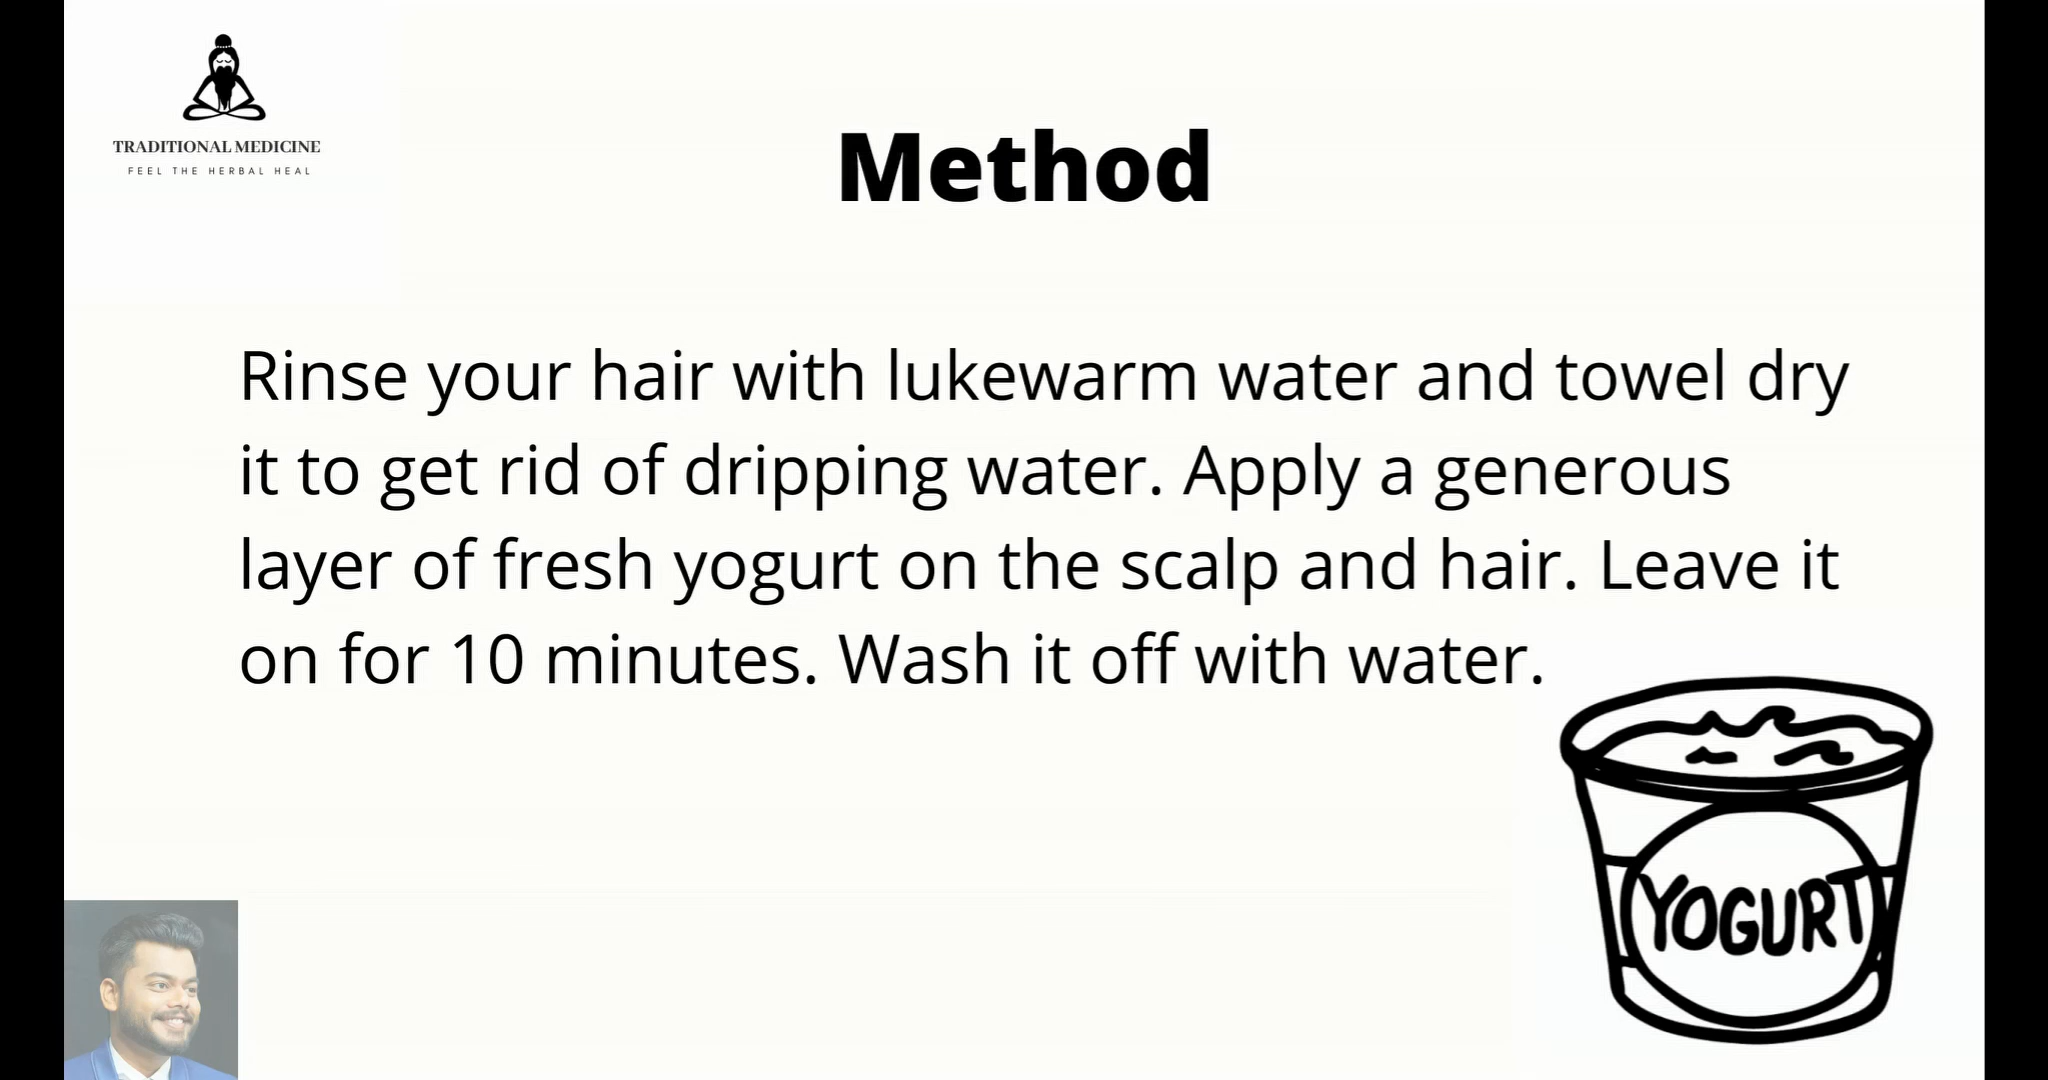 TRADITIONAL MEDICINE
FEEL THE HERBAL HEAL
Method
Rinse your hair with lukewarm water and towel dry
it to get rid of dripping water. Apply a generous
layer of fresh yogurt on the scalp and hair. Leave it
on for 10 minutes. Wash it off with water.
YOGURT